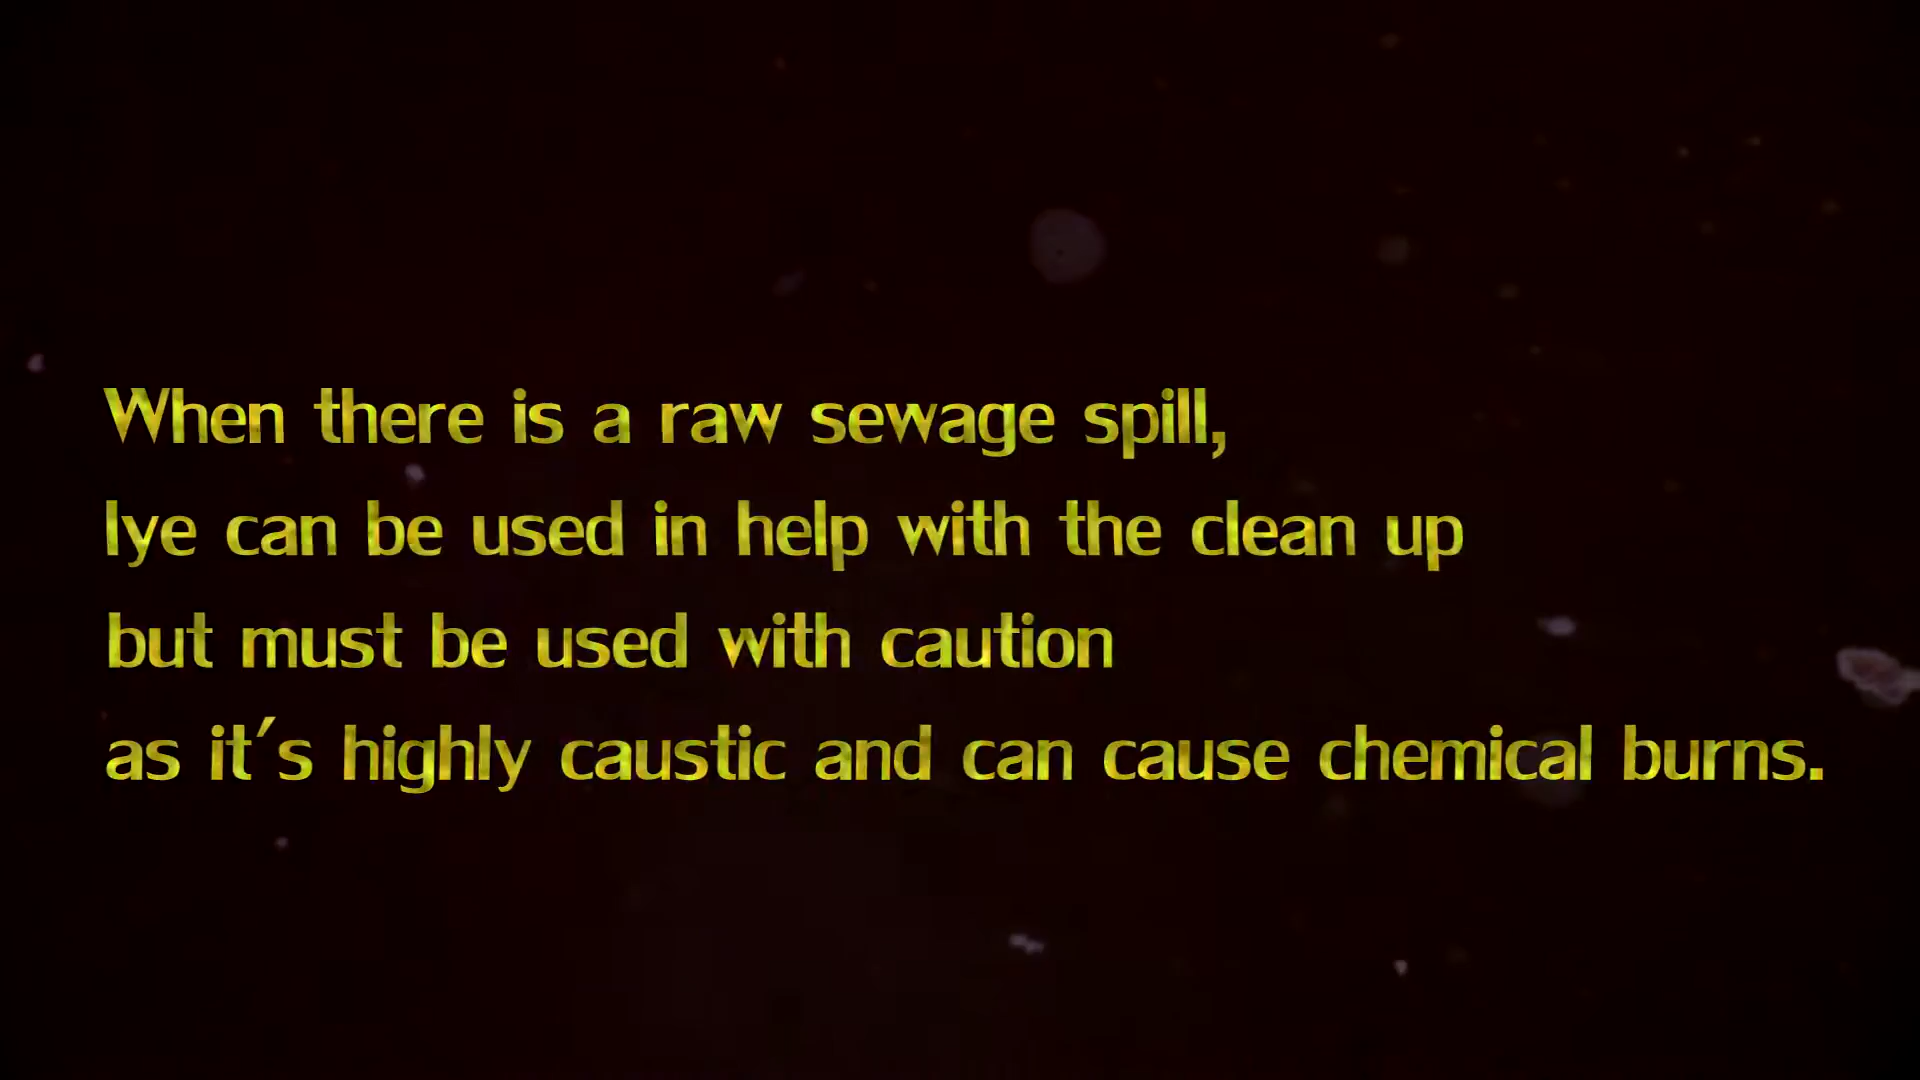 When there is a raw sewage spill,
lye can be used in help with the clean up
but must be used with caution
as it's highly caustic and can cause chemical burns.